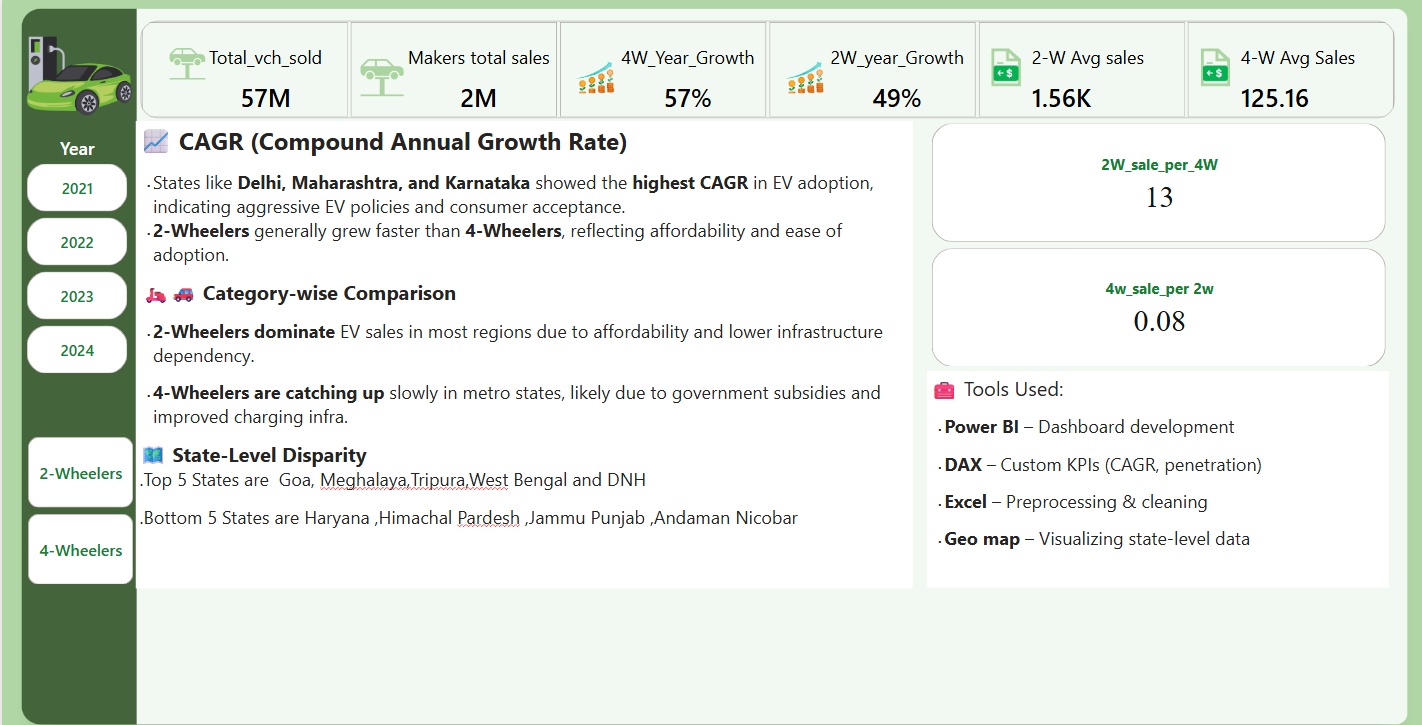 Total_vch_sold
57M
Makers total sales
2M
4W_Year_Growth
57%
2W_year_Growth
49%
2-W Avg sales
1.56K
4-W Avg Sales
125.16
Year
2021
2022
2023
2024
2-Wheelers
4-Wheelers
CAGR (Compound Annual Growth Rate)
·States like Delhi, Maharashtra, and Karnataka showed the highest CAGR in EV adoption,
indicating aggressive EV policies and consumer acceptance.
·2-Wheelers generally grew faster than 4-Wheelers, reflecting affordability and ease of
adoption.
Category-wise Comparison
·2-Wheelers dominate EV sales in most regions due to affordability and lower infrastructure
dependency.
·4-Wheelers are catching up slowly in metro states, likely due to government subsidies and
improved charging infra.
State-Level Disparity
.Top 5 States are  Goa, Meghalaya,Tripura,West Bengal and DNH
.Bottom 5 States are Haryana ,Himachal Pardesh ,Jammu Punjab ,Andaman Nicobar
2W_sale_per_4W
13
4w_sale_per 2w
0.08
Tools Used:
·Power BI – Dashboard development
·DAX – Custom KPIs (CAGR, penetration)
·Excel – Preprocessing & cleaning
·Geo map – Visualizing state-level data